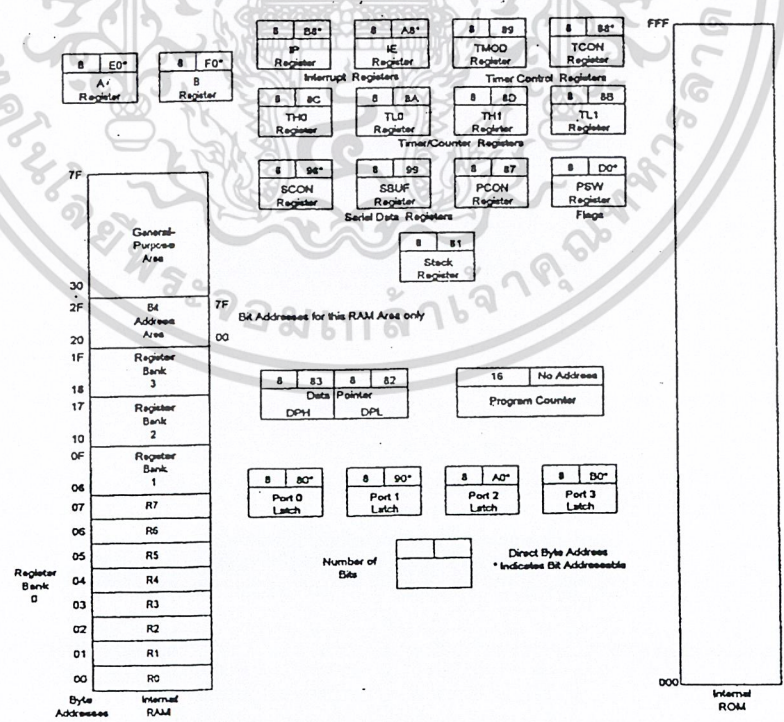 8 E0*
A
Register
8 F0*
B
Register
8 B8*
IP
Register
8 A8*
IE
Register
Interrupt Registers
8 89
TMOD
Register
8 88*
TCON
Register
Timer Control Registers
8 8C
TH0
Register
8 8A
TL0
Register
8 8D
TH1
Register
8 8B
TL1
Register
Timer/Counter Registers
8 98*
SCON
Register
8 99
SBUF
Register
8 87
PCON
Register
Serial Data Registers
8 D0*
PSW
Register
Flags
8 81
Stack
Register
7F
General-
Purpose
Area
30
2F
Bit
Address
Area
20
7F
00
Bit Addresses for this RAM Area only
1F
Register
Bank
3
18
17
Register
Bank
2
10
0F
Register
Bank
1
08
07 R7
06 R6
05 R5
04 R4
03 R3
02 R2
01 R1
00 R0
Register
Bank
0
Byte
Addresses
Internal
RAM
8 83 8 82
Data Pointer
DPH DPL
16 No Address
Program Counter
8 80*
Port 0
Latch
8 90*
Port 1
Latch
8 A0*
Port 2
Latch
8 B0*
Port 3
Latch
Number of
Bits
Direct Byte Address
* Indicates Bit Addressable
FFF
000
Internal
ROM